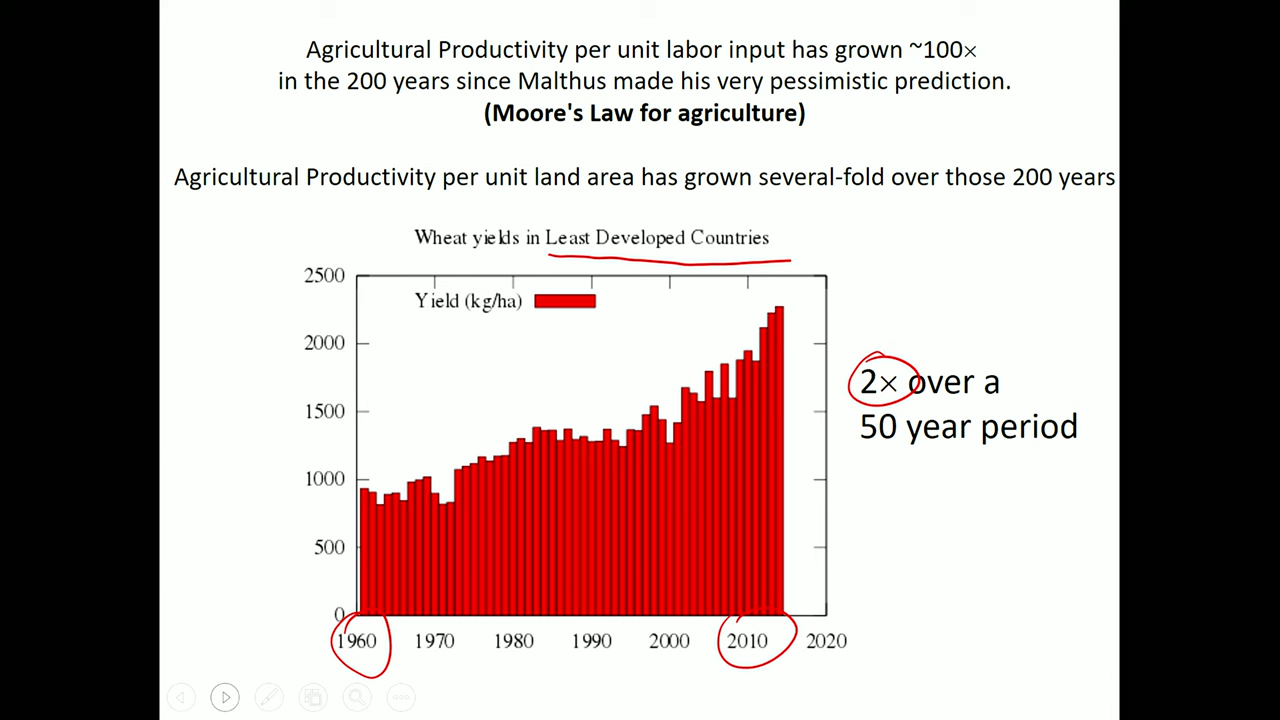 Agricultural Productivity per unit labor input has grown ~100×
in the 200 years since Malthus made his very pessimistic prediction.
(Moore's Law for agriculture)
Agricultural Productivity per unit land area has grown several-fold over those 200 years
Wheat yields in Least Developed Countries
Yield (kg/ha)
2500
2000
1500
1000
500
0
1960 1970 1980 1990 2000 2010 2020
2× over a
50 year period